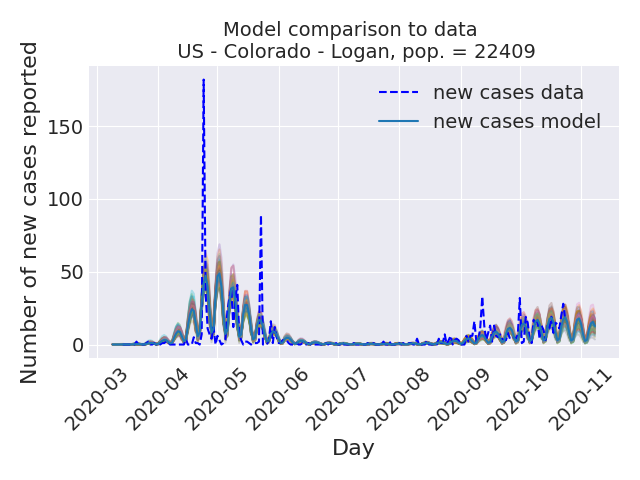 Model comparison to data
US - Colorado - Logan, pop. = 22409
Number of new cases reported
150
100
50
0
new cases data
new cases model
2020-03
2020-04
2020-05
2020-06
2020-07
2020-08
2020-09
2020-10
2020-11
Day